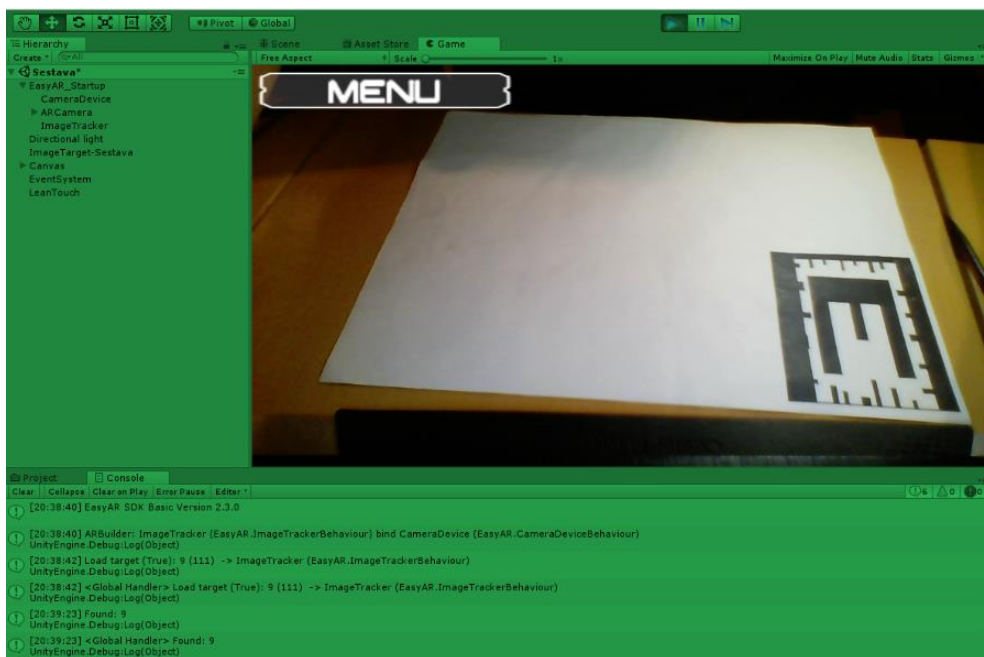 Pivot Global
Hierarchy
Scene Asset Store Game
Create All
Free Aspect Scale 1x Maximize On Play Mute Audio Stats Gizmos
Sestava*
EasyAR_Startup
CameraDevice
ARCamera
ImageTracker
Directional light
ImageTarget-Sestava
Canvas
EventSystem
LeanTouch
MENU
E
Project Console
Clear Collapse Clear on Play Error Pause Editor
6 0 0
[20:38:40] EasyAR SDK Basic Version 2.3.0
[20:38:40] ARBuilder: ImageTracker (EasyAR.ImageTrackerBehaviour) bind CameraDevice (EasyAR.CameraDeviceBehaviour)
UnityEngine.Debug:Log(Object)
[20:38:42] Load target (True): 9 (111) -> ImageTracker (EasyAR.ImageTrackerBehaviour)
UnityEngine.Debug:Log(Object)
[20:38:42] <Global Handler> Load target (True): 9 (111) -> ImageTracker (EasyAR.ImageTrackerBehaviour)
UnityEngine.Debug:Log(Object)
[20:39:23] Found: 9
UnityEngine.Debug:Log(Object)
[20:39:23] <Global Handler> Found: 9
UnityEngine.Debug:Log(Object)